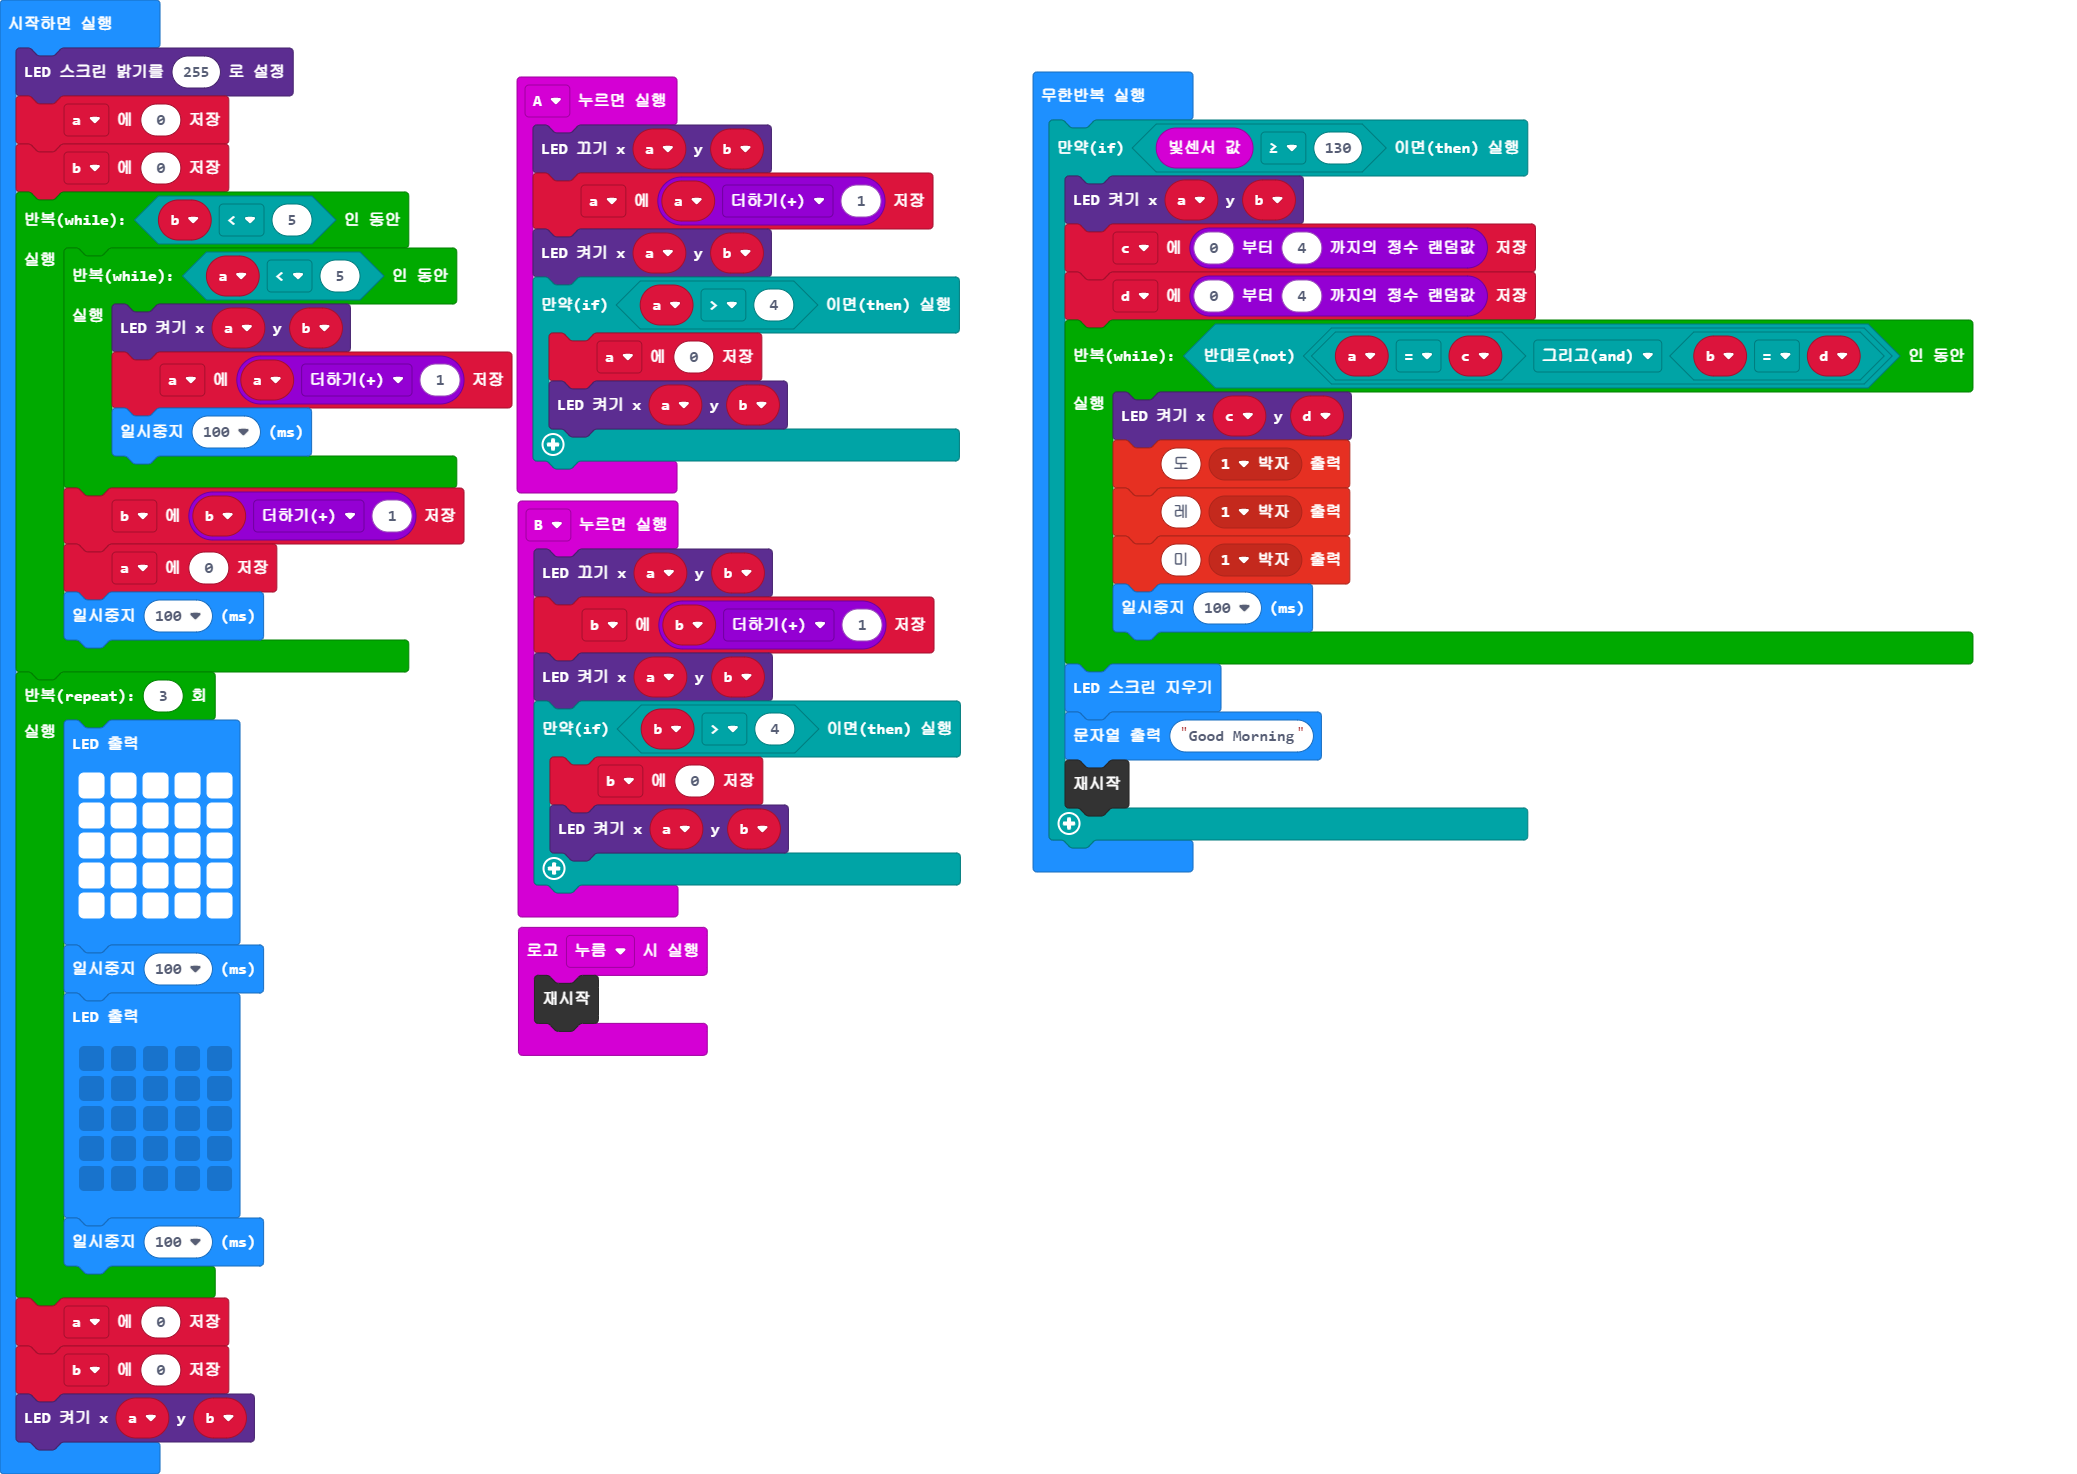 시작하면 실행
LED 스크린 밝기를 255 로 설정
a 에 0 저장
b 에 0 저장
반복(while): b < 5 인 동안
실행
반복(while): a < 5 인 동안
실행
LED 켜기 x a y b
a 에 a 더하기(+) 1 저장
일시중지 100 (ms)
b 에 b 더하기(+) 1 저장
a 에 0 저장
일시중지 100 (ms)
반복(repeat): 3 회
실행
LED 출력
일시중지 100 (ms)
LED 출력
일시중지 100 (ms)
a 에 0 저장
b 에 0 저장
LED 켜기 x a y b
A 누르면 실행
LED 끄기 x a y b
a 에 a 더하기(+) 1 저장
LED 켜기 x a y b
만약(if) a > 4 이면(then) 실행
a 에 0 저장
LED 켜기 x a y b
B 누르면 실행
LED 끄기 x a y b
b 에 b 더하기(+) 1 저장
LED 켜기 x a y b
만약(if) b > 4 이면(then) 실행
b 에 0 저장
LED 켜기 x a y b
로고 누름 시 실행
재시작
무한반복 실행
만약(if) 빛센서 값 ≥ 130 이면(then) 실행
LED 켜기 x a y b
c 에 0 부터 4 까지의 정수 랜덤값 저장
d 에 0 부터 4 까지의 정수 랜덤값 저장
반복(while): 반대로(not) a = c 그리고(and) b = d 인 동안
실행
LED 켜기 x c y d
도 1 박자 출력
레 1 박자 출력
미 1 박자 출력
일시중지 100 (ms)
LED 스크린 지우기
문자열 출력 "Good Morning"
재시작